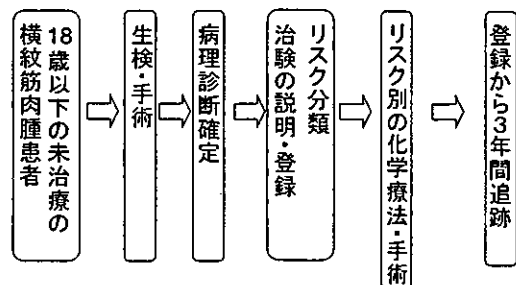 18歳以下の未治療の
横紋筋肉腫患者
生検・手術
病理診断確定
リスク分類
治験の説明・登録
リスク別の化学療法・手術
登録から3年間追跡